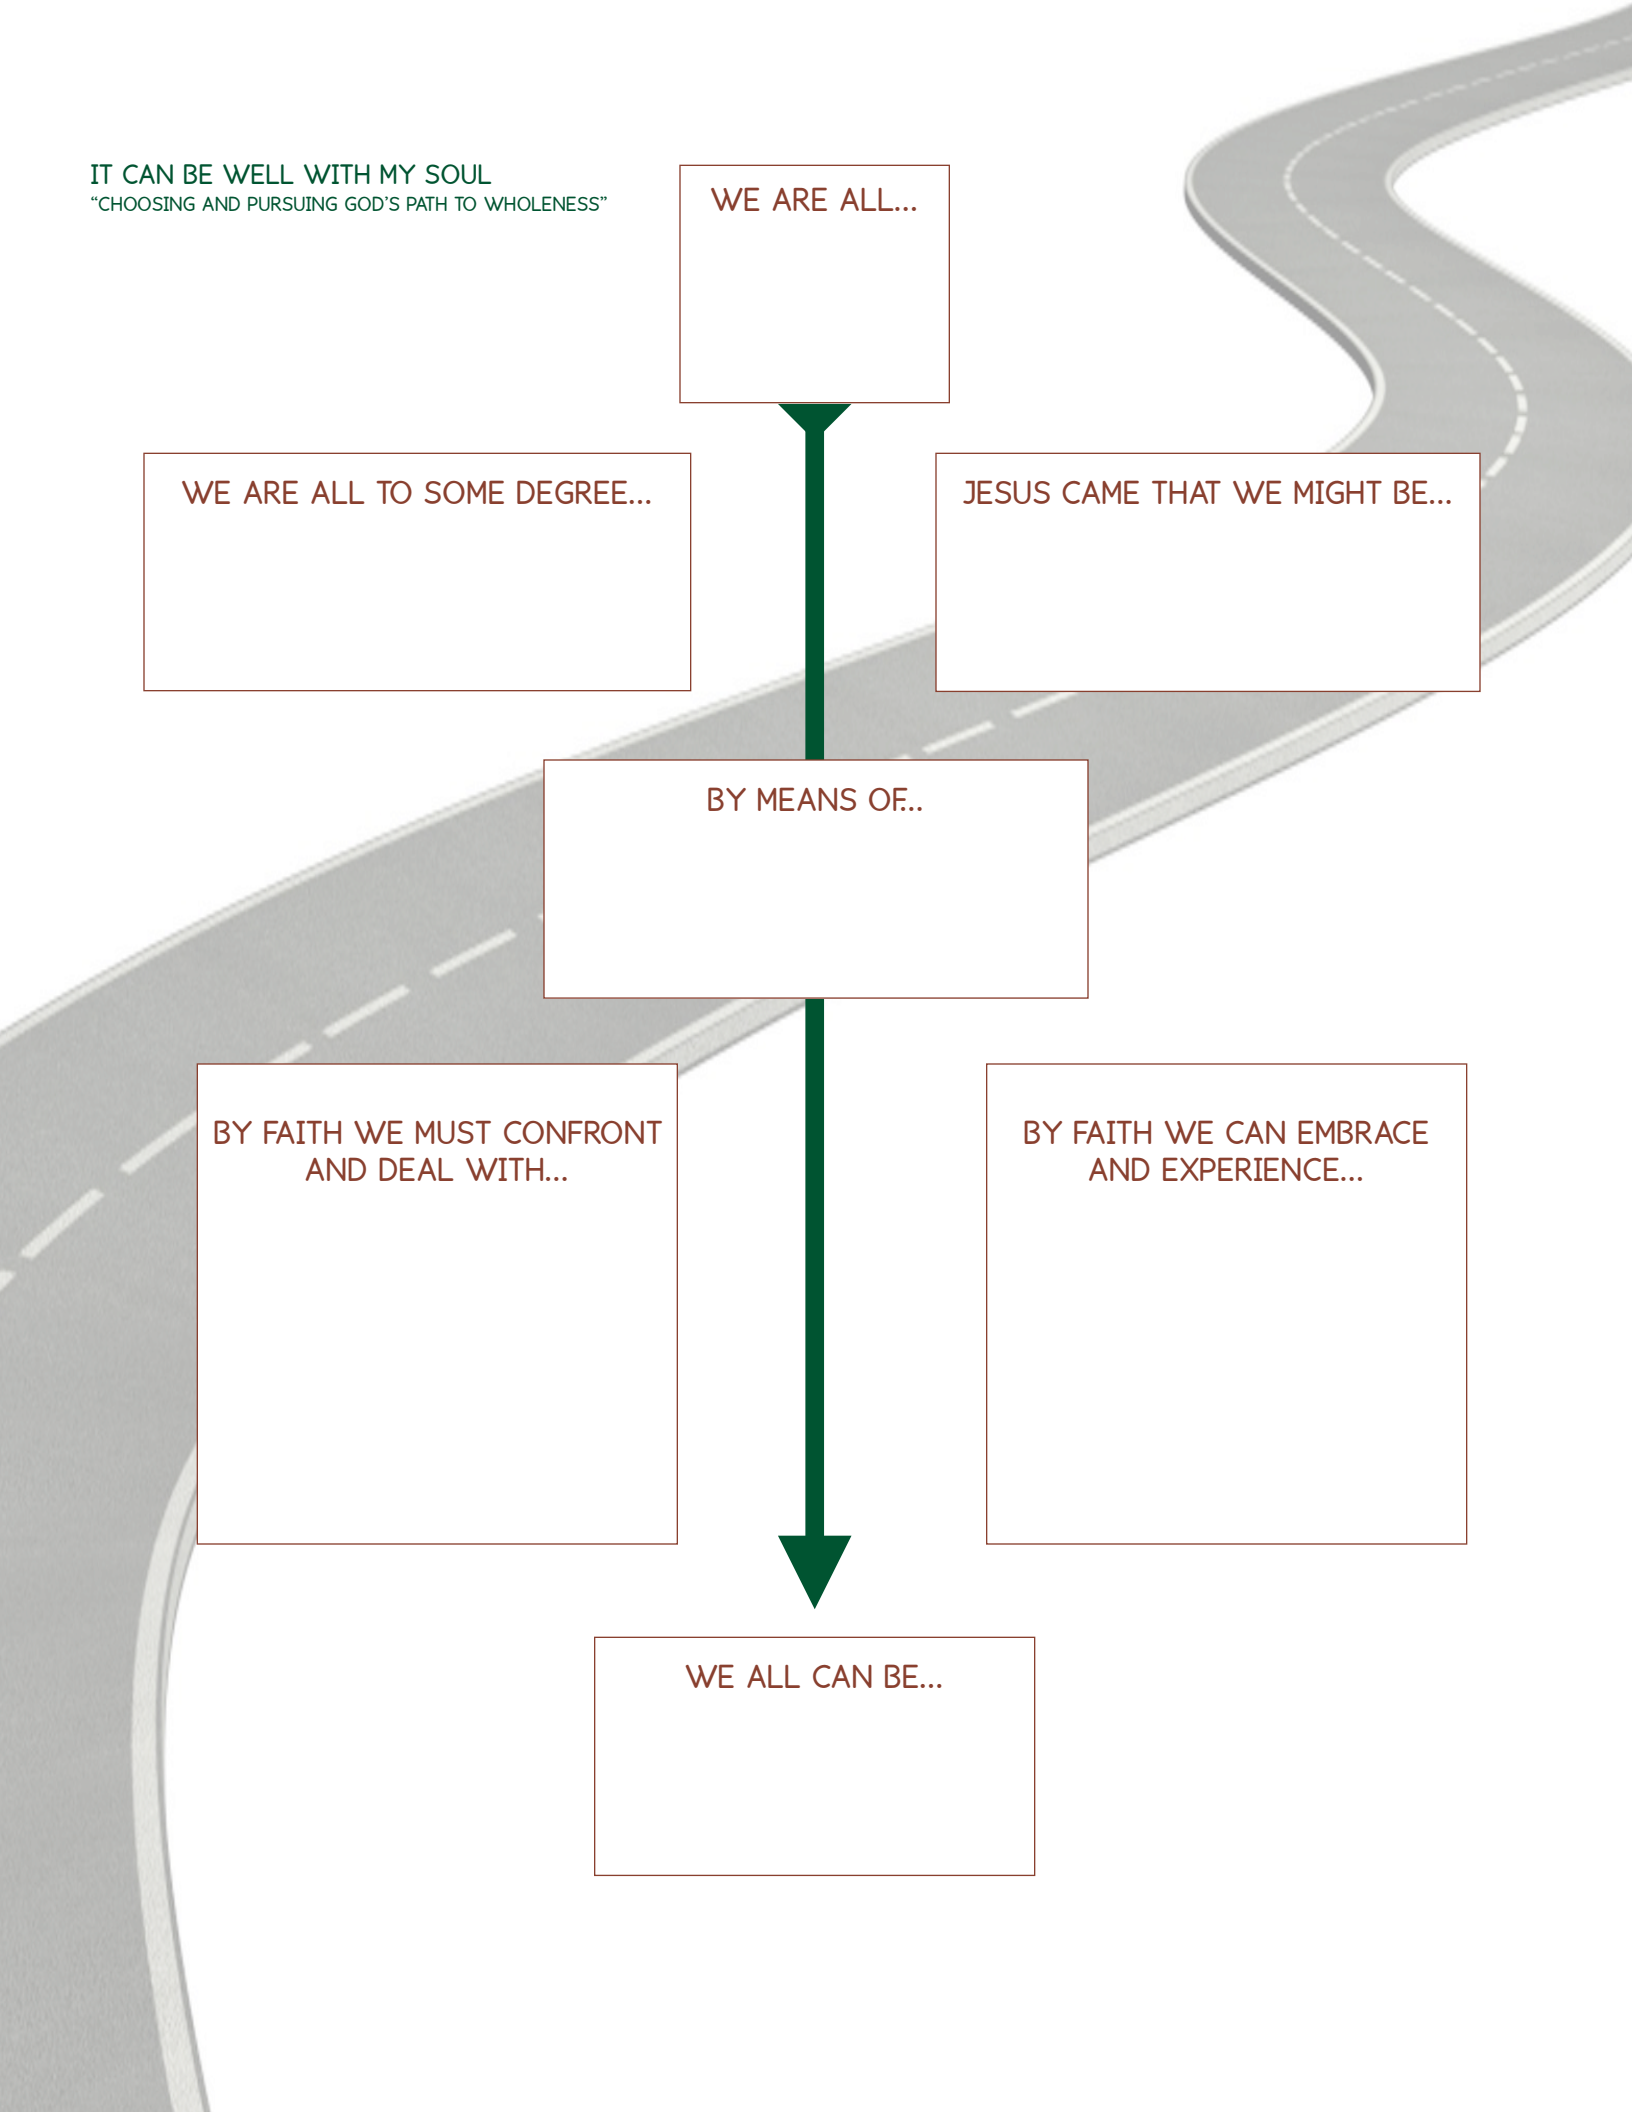 IT CAN BE WELL WITH MY SOUL
“CHOOSING AND PURSUING GOD’S PATH TO WHOLENESS”
WE ARE ALL...
WE ARE ALL TO SOME DEGREE...
JESUS CAME THAT WE MIGHT BE...
BY MEANS OF...
BY FAITH WE MUST CONFRONT
AND DEAL WITH...
BY FAITH WE CAN EMBRACE
AND EXPERIENCE...
WE ALL CAN BE...